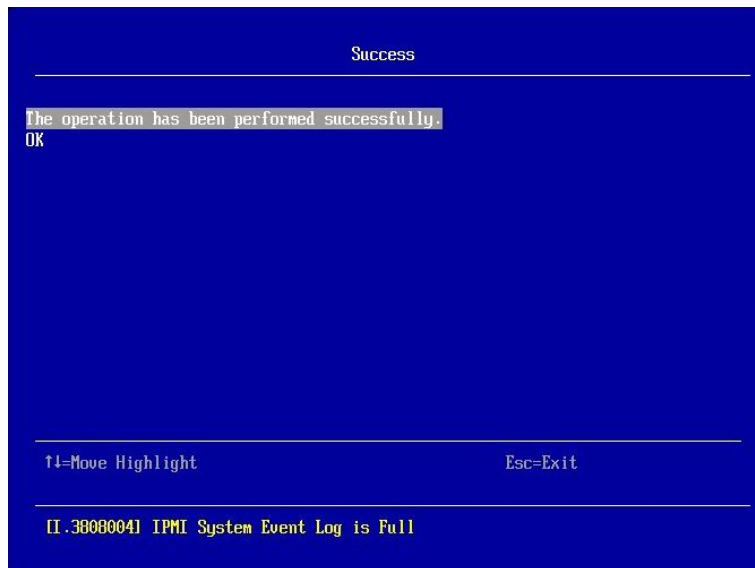 Success
The operation has been performed successfully.
OK
↑↓=Move Highlight
Esc=Exit
[I.3808004] IPMI System Event Log is Full